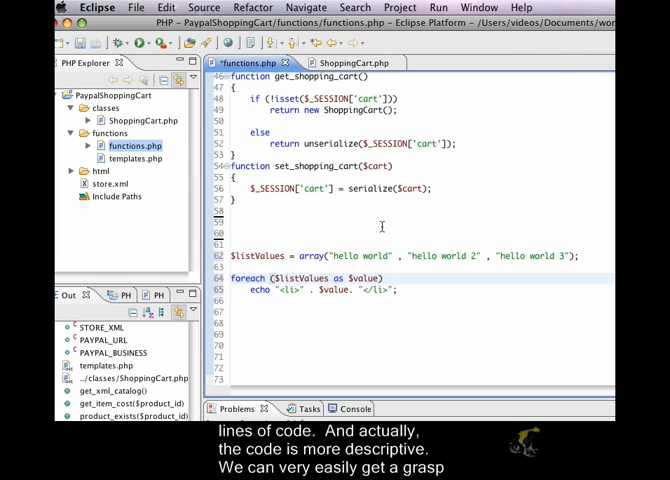 Eclipse File Edit Source Refactor Navigate Search Project Run Window Help
PHP - PaypalShoppingCart/functions/functions.php - Eclipse Platform - /Users/videos/Documents/wor
PHP Explorer
*functions.php
ShoppingCart.php
PaypalShoppingCart
classes
ShoppingCart.php
functions
functions.php
templates.php
html
store.xml
Include Paths
46 function get_shopping_cart()
47 {
48 if (!isset($_SESSION['cart']))
49 return new ShoppingCart();
50
51 else
52 return unserialize($_SESSION['cart']);
53 }
54 function set_shopping_cart($cart)
55 {
56 $_SESSION['cart'] = serialize($cart);
57 }
58
59
60
61
62 $listValues = array("hello world" , "hello world 2" , "hello world 3");
63
64 foreach ($listValues as $value)
65 echo "<li>" . $value. "</li>";
66
67
68
69
70
71
72
73
Out PH PH
STORE_XML
PAYPAL_URL
PAYPAL_BUSINESS
templates.php
../classes/ShoppingCart.php
get_xml_catalog()
get_item_cost($product_id)
product_exists($product_id)
Problems Tasks Console
lines of code. And actually,
the code is more descriptive.
We can very easily get a grasp